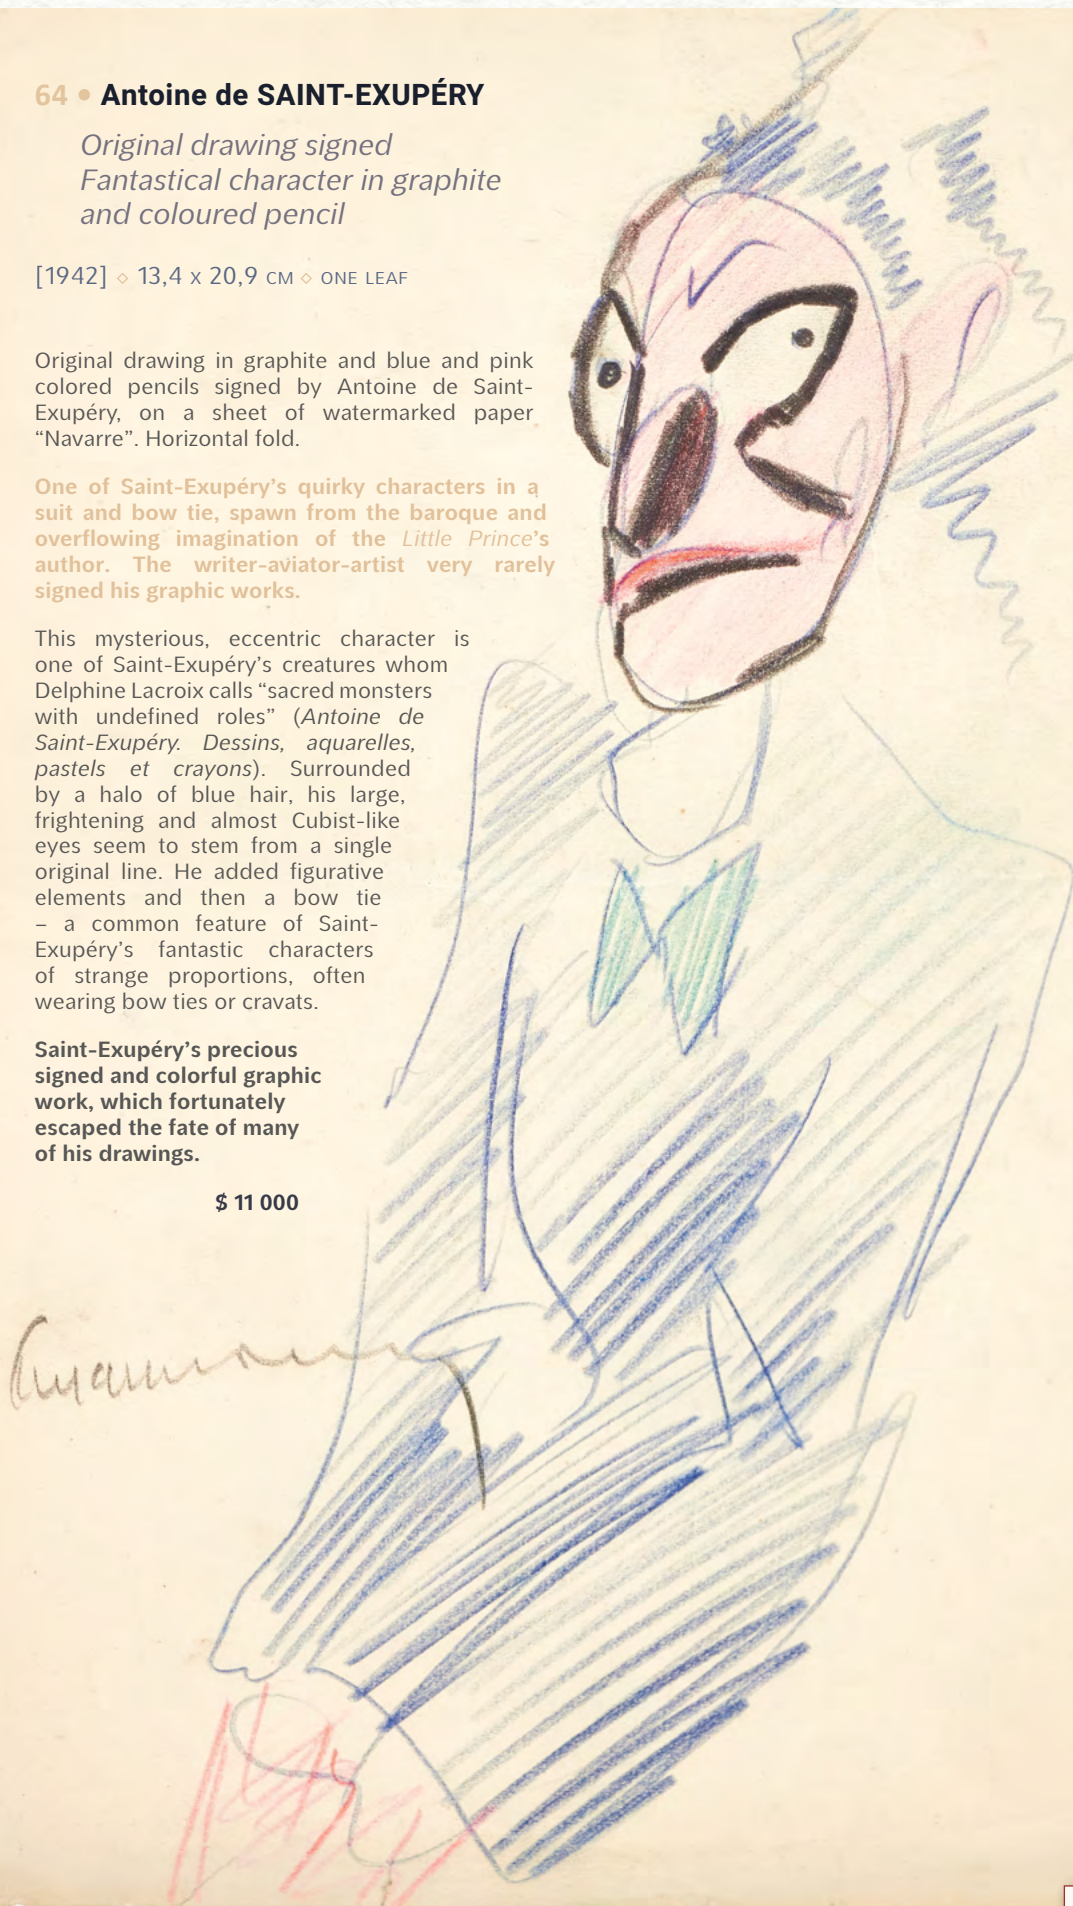 64 • Antoine de SAINT-EXUPÉRY
Original drawing signed
Fantastical character in graphite
and coloured pencil
[1942] ⬦ 13,4 x 20,9 CM ⬦ ONE LEAF
Original drawing in graphite and blue and pink
colored pencils signed by Antoine de Saint-
Exupéry, on a sheet of watermarked paper
“Navarre”. Horizontal fold.
One of Saint-Exupéry’s quirky characters in a
suit and bow tie, spawn from the baroque and
overflowing imagination of the Little Prince’s
author. The writer-aviator-artist very rarely
signed his graphic works.
This mysterious, eccentric character is
one of Saint-Exupéry’s creatures whom
Delphine Lacroix calls “sacred monsters
with undefined roles” (Antoine de
Saint-Exupéry. Dessins, aquarelles,
pastels et crayons). Surrounded
by a halo of blue hair, his large,
frightening and almost Cubist-like
eyes seem to stem from a single
original line. He added figurative
elements and then a bow tie
– a common feature of Saint-
Exupéry’s fantastic characters
of strange proportions, often
wearing bow ties or cravats.
Saint-Exupéry’s precious
signed and colorful graphic
work, which fortunately
escaped the fate of many
of his drawings.
$ 11 000